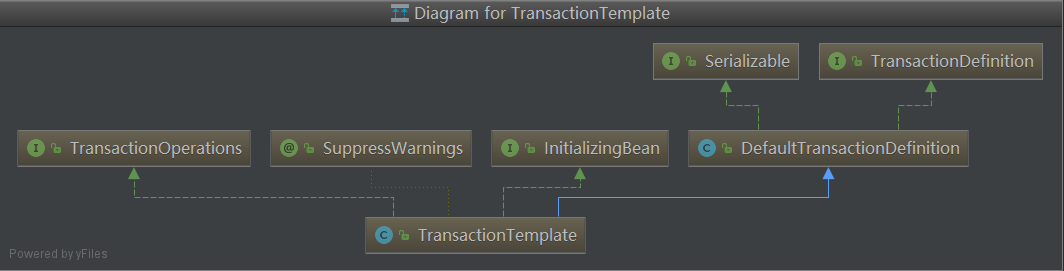 Diagram for TransactionTemplate
I Serializable
I TransactionDefinition
I TransactionOperations
@ SuppressWarnings
I InitializingBean
C DefaultTransactionDefinition
C TransactionTemplate
Powered by yFiles